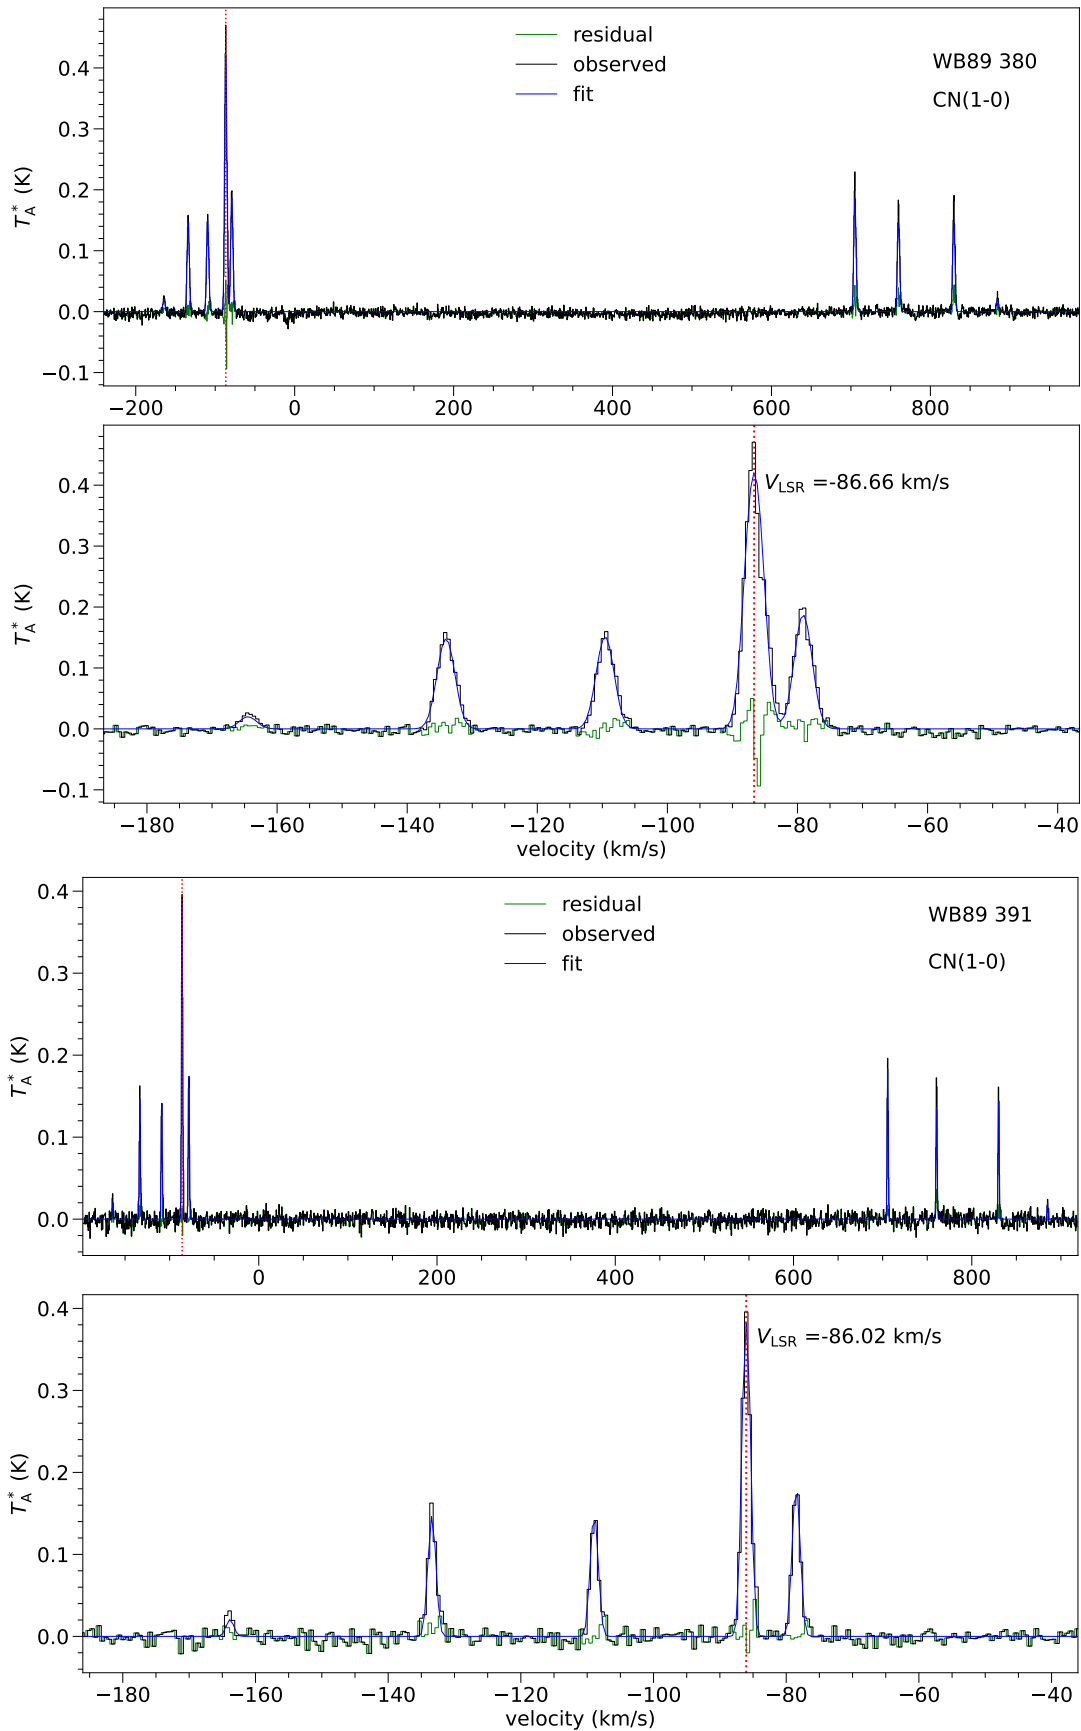 residual
observed
fit
WB89 380
CN(1-0)
T*A (K)
0.4
0.3
0.2
0.1
0.0
−0.1
−200 0 200 400 600 800
VLSR =-86.66 km/s
T*A (K)
0.4
0.3
0.2
0.1
0.0
−0.1
−180 −160 −140 −120 −100 −80 −60 −40
velocity (km/s)
residual
observed
fit
WB89 391
CN(1-0)
T*A (K)
0.4
0.3
0.2
0.1
0.0
0 200 400 600 800
VLSR =-86.02 km/s
T*A (K)
0.4
0.3
0.2
0.1
0.0
−180 −160 −140 −120 −100 −80 −60 −40
velocity (km/s)